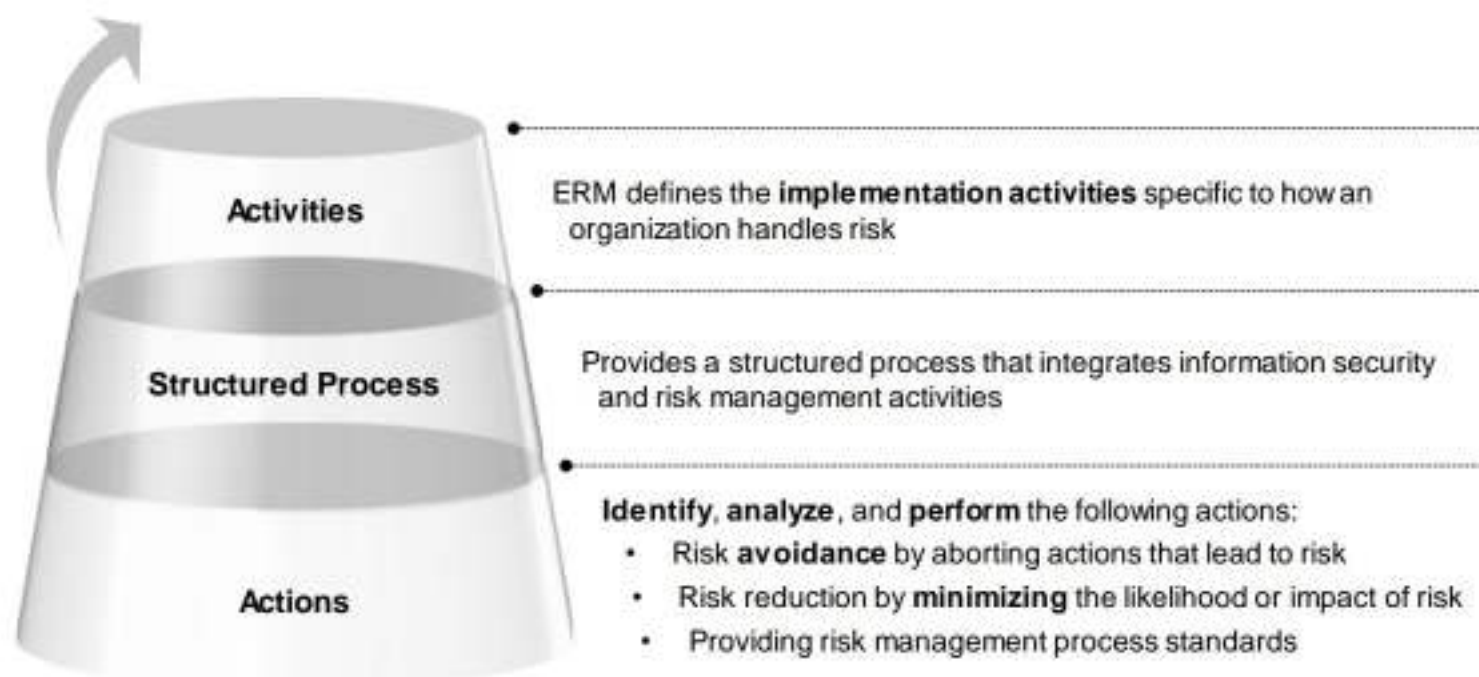 Activities
ERM defines the implementation activities specific to how an
organization handles risk
Structured Process
Provides a structured process that integrates information security
and risk management activities
Actions
Identify, analyze, and perform the following actions:
• Risk avoidance by aborting actions that lead to risk
• Risk reduction by minimizing the likelihood or impact of risk
• Providing risk management process standards